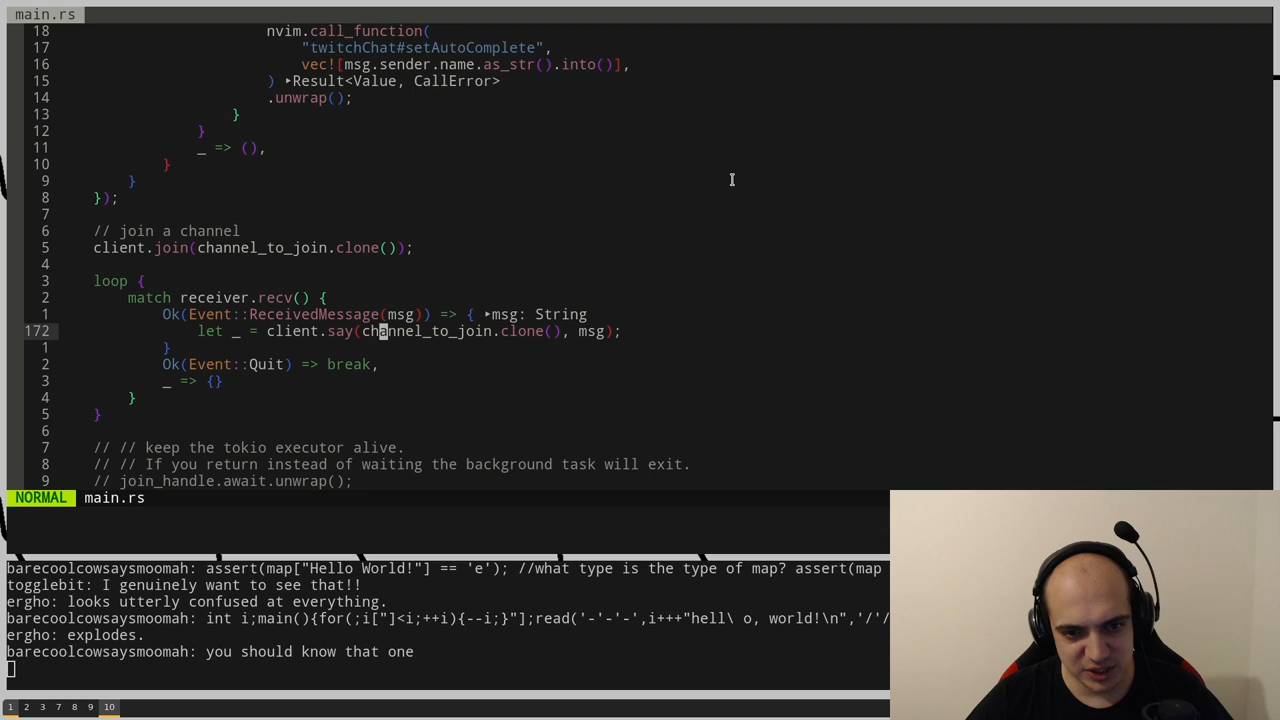 main.rs
18 nvim.call_function(
17 "twitchChat#setAutoComplete",
16 vec![msg.sender.name.as_str().into()],
15 ) ▸Result<Value, CallError>
14 .unwrap();
13 }
12 }
11 _ => (),
10 }
9 }
8 });
7
6 // join a channel
5 client.join(channel_to_join.clone());
4
3 loop {
2 match receiver.recv() {
1 Ok(Event::ReceivedMessage(msg)) => { ▸msg: String
172 let _ = client.say(channel_to_join.clone(), msg);
1 }
2 Ok(Event::Quit) => break,
3 _ => {}
4 }
5 }
6
7 // // keep the tokio executor alive.
8 // // If you return instead of waiting the background task will exit.
9 // join_handle.await.unwrap();
NORMAL main.rs
barecoolcowsaysmoomah: assert(map["Hello World!"] == 'e'); //what type is the type of map? assert(map
togglebit: I genuinely want to see that!!
ergho: looks utterly confused at everything.
barecoolcowsaysmoomah: int i;main(){for(;i["]<i;++i){--i;}"];read('-'-'-',i+++"hell\ o, world!\n",'/'/
ergho: explodes.
barecoolcowsaysmoomah: you should know that one
1 2 3 7 8 9 10